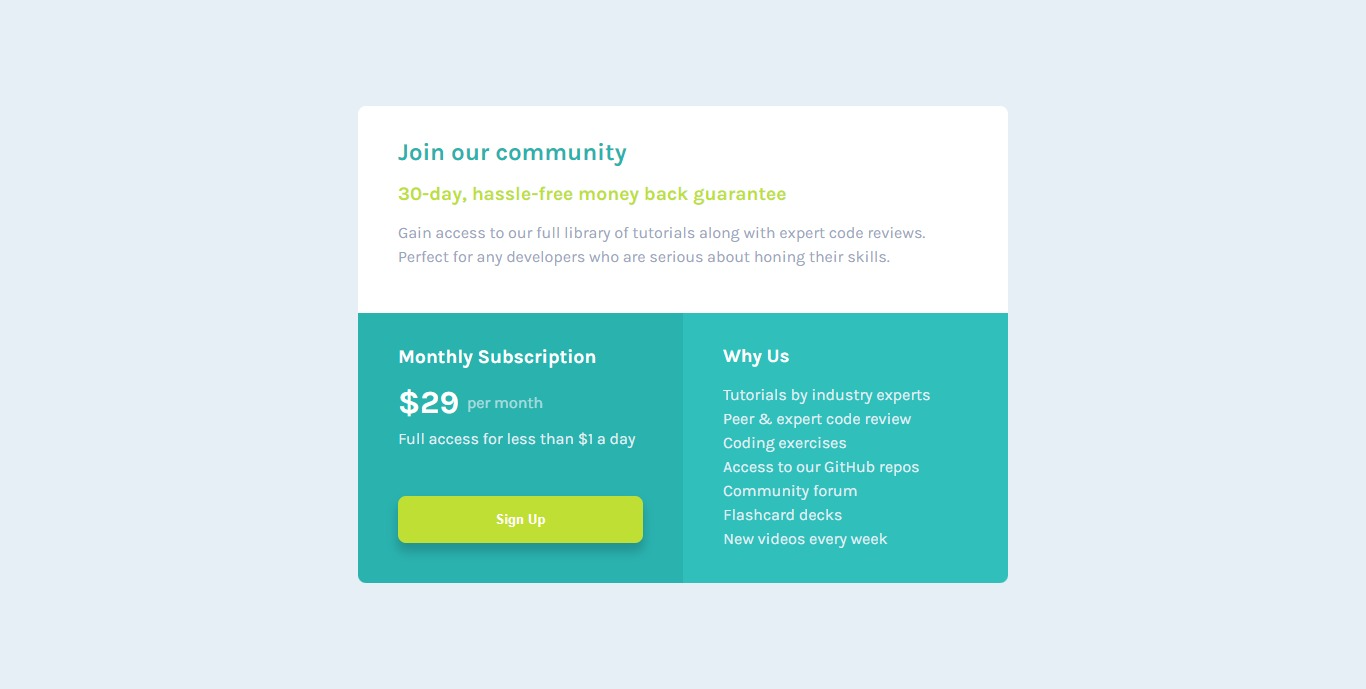 Join our community
30-day, hassle-free money back guarantee
Gain access to our full library of tutorials along with expert code reviews.
Perfect for any developers who are serious about honing their skills.
Monthly Subscription
$29 per month
Full access for less than $1 a day
Sign Up
Why Us
Tutorials by industry experts
Peer & expert code review
Coding exercises
Access to our GitHub repos
Community forum
Flashcard decks
New videos every week